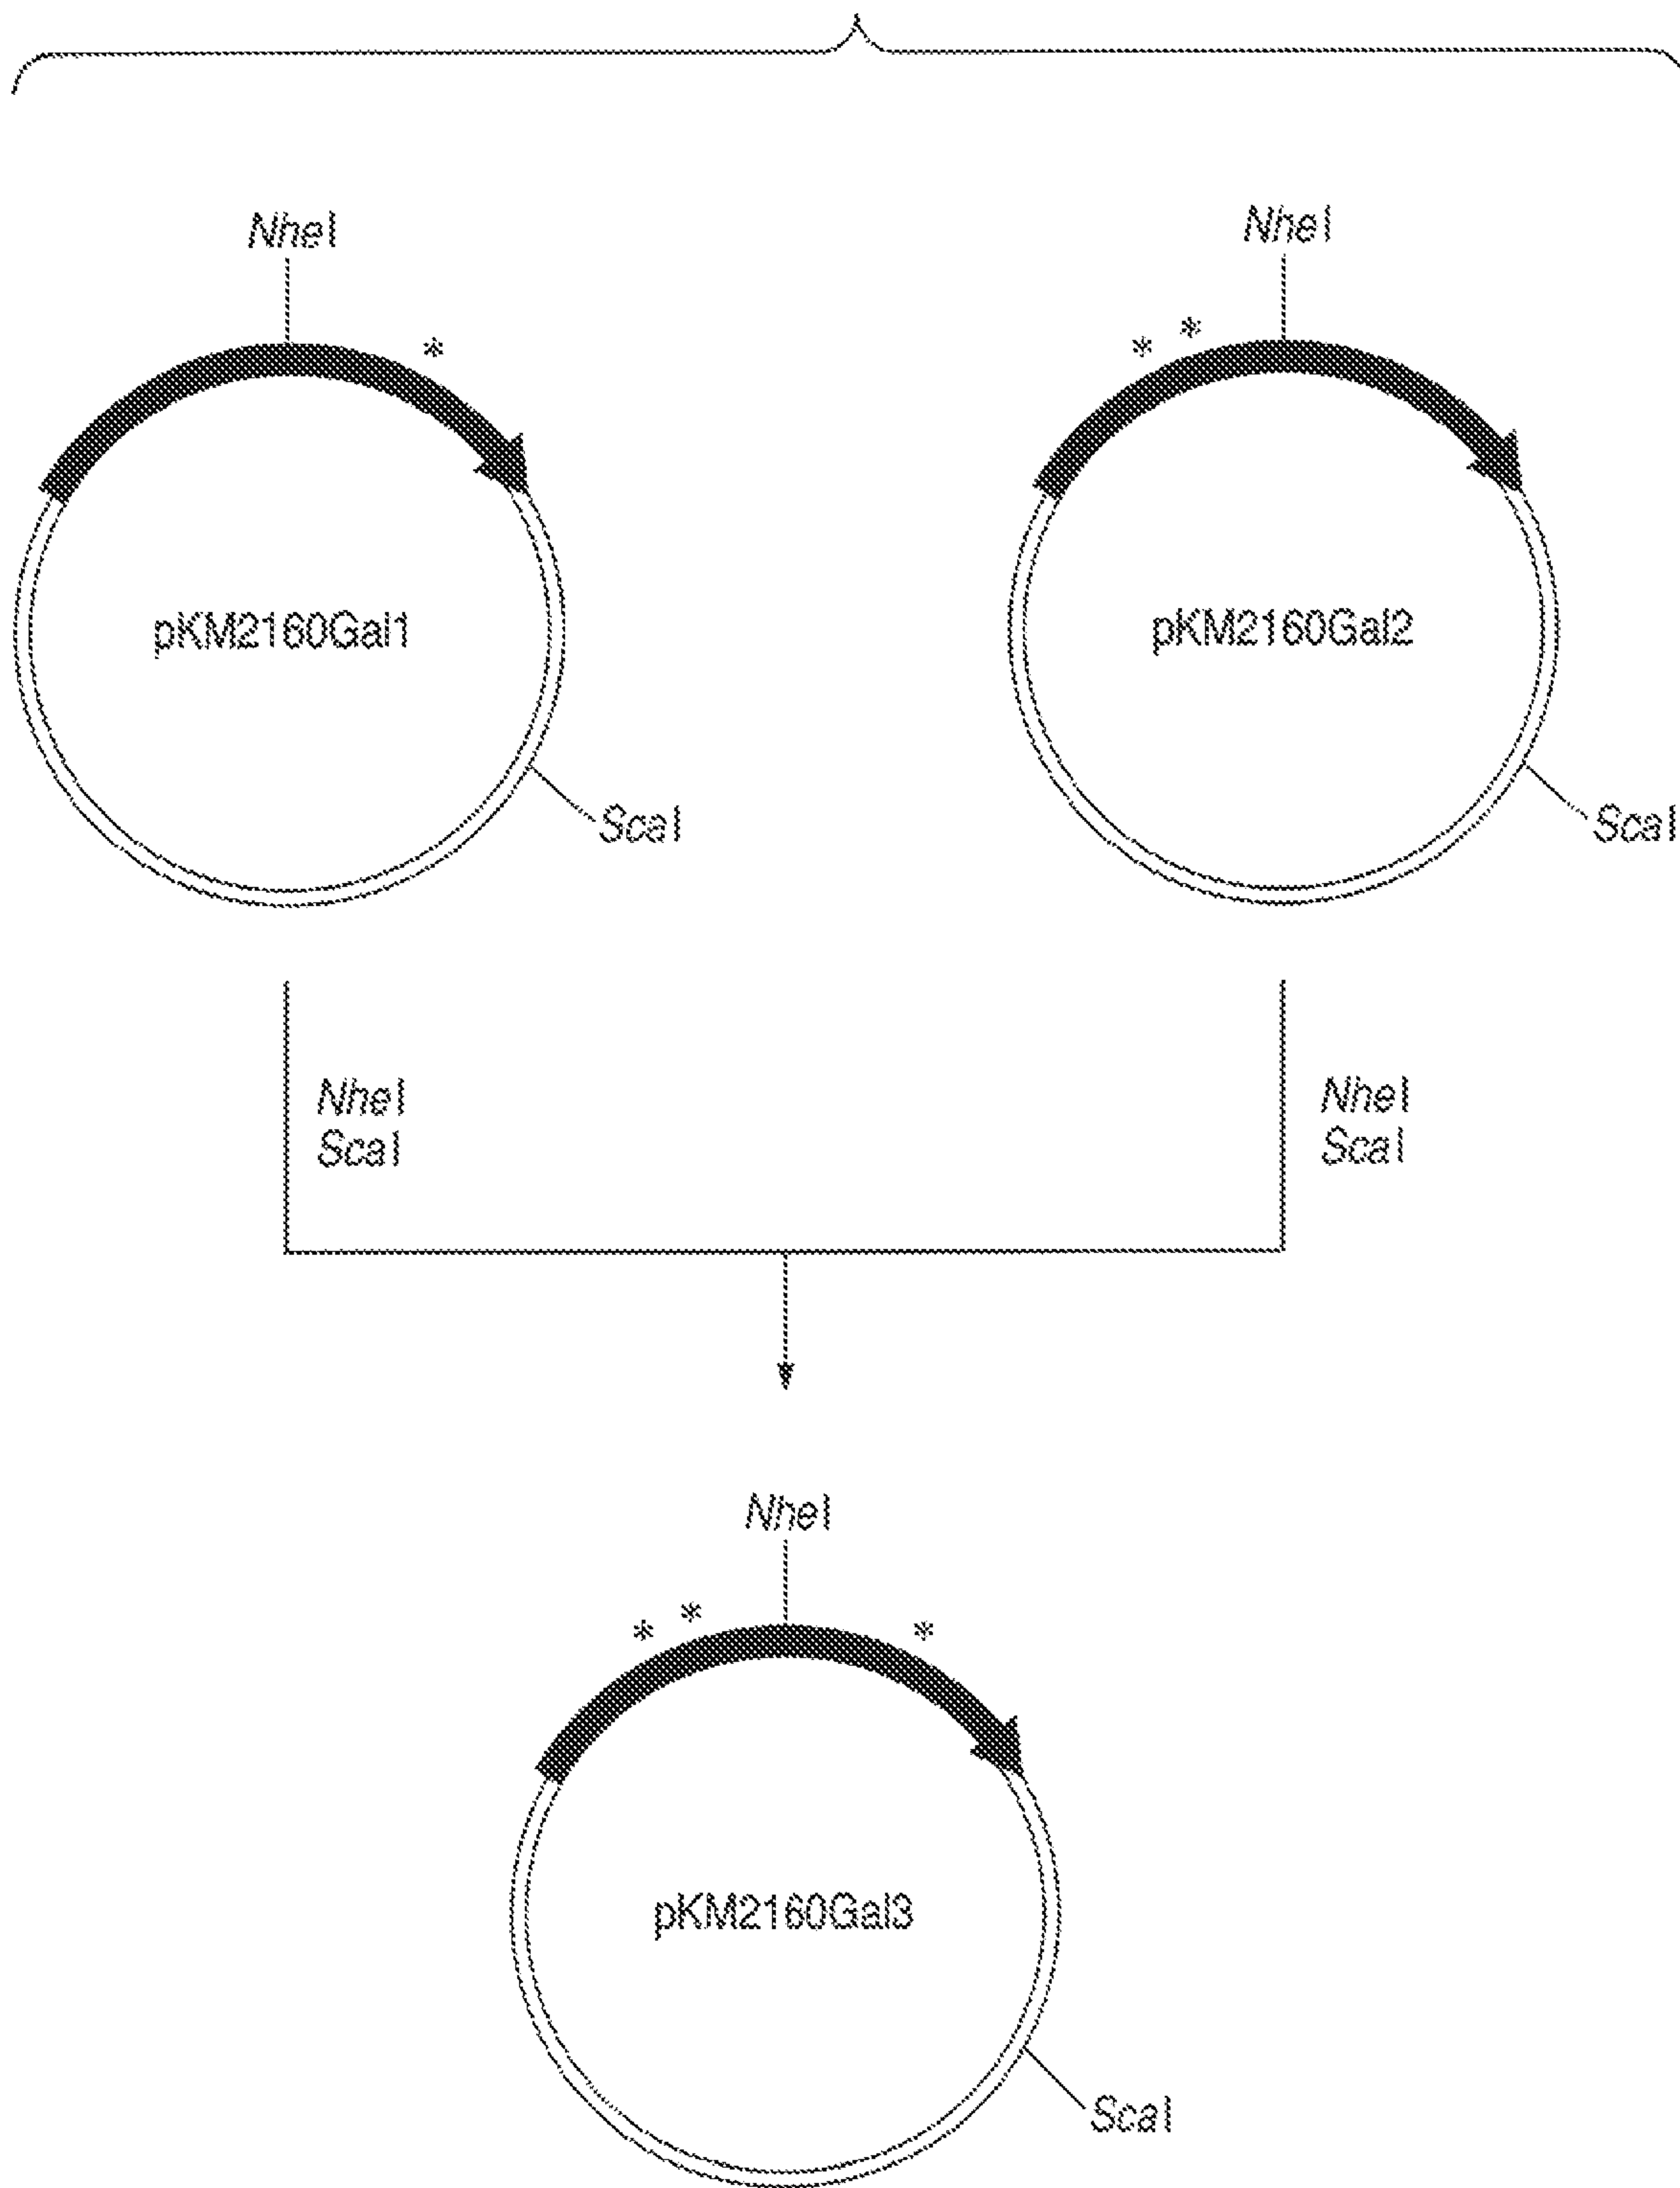 NheI
NheI
*
* *
pKM2160Gal1
pKM2160Gal2
ScaI
ScaI
NheI
ScaI
NheI
ScaI
NheI
* * *
pKM2160Gal3
ScaI